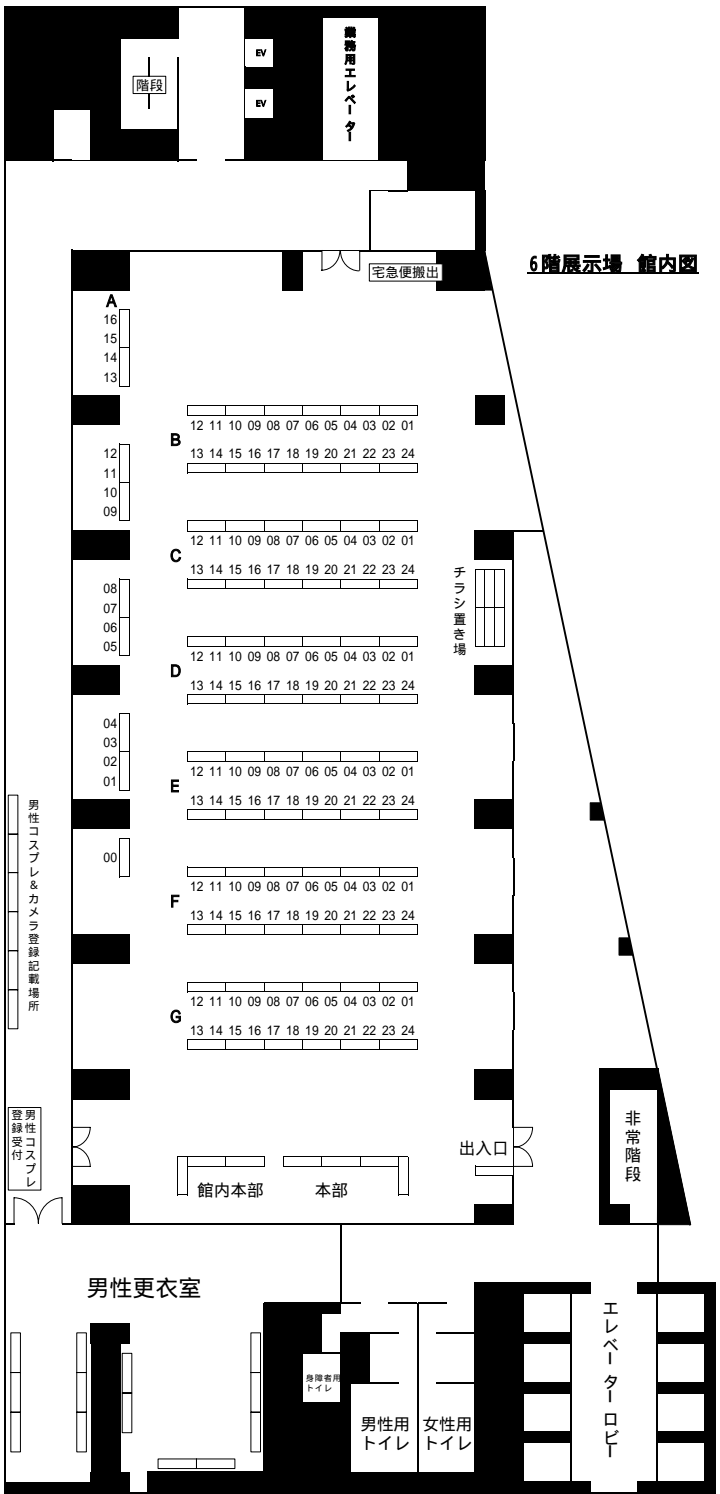 階段
EV
EV
業務用エレベーター
6階展示場 館内図
宅急便搬出
A
16
15
14
13
12
11
10
09
08
07
06
05
04
03
02
01
00
B
12 11 10 09 08 07 06 05 04 03 02 01
13 14 15 16 17 18 19 20 21 22 23 24
C
12 11 10 09 08 07 06 05 04 03 02 01
13 14 15 16 17 18 19 20 21 22 23 24
D
12 11 10 09 08 07 06 05 04 03 02 01
13 14 15 16 17 18 19 20 21 22 23 24
E
12 11 10 09 08 07 06 05 04 03 02 01
13 14 15 16 17 18 19 20 21 22 23 24
F
12 11 10 09 08 07 06 05 04 03 02 01
13 14 15 16 17 18 19 20 21 22 23 24
G
12 11 10 09 08 07 06 05 04 03 02 01
13 14 15 16 17 18 19 20 21 22 23 24
チラシ置き場
男性コスプレ&カメラ登録記載場所
男性コスプレ
登録受付
館内本部
本部
出入口
非常階段
男性更衣室
身障者用
トイレ
男性用
トイレ
女性用
トイレ
エレベーターロビー